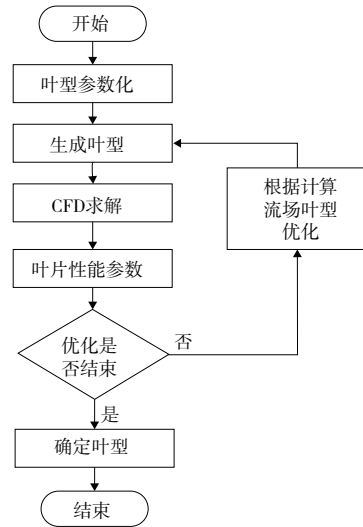 开始
叶型参数化
生成叶型
CFD求解
根据计算
流场叶型
优化
叶片性能参数
优化是
否结束
否
是
确定叶型
结束